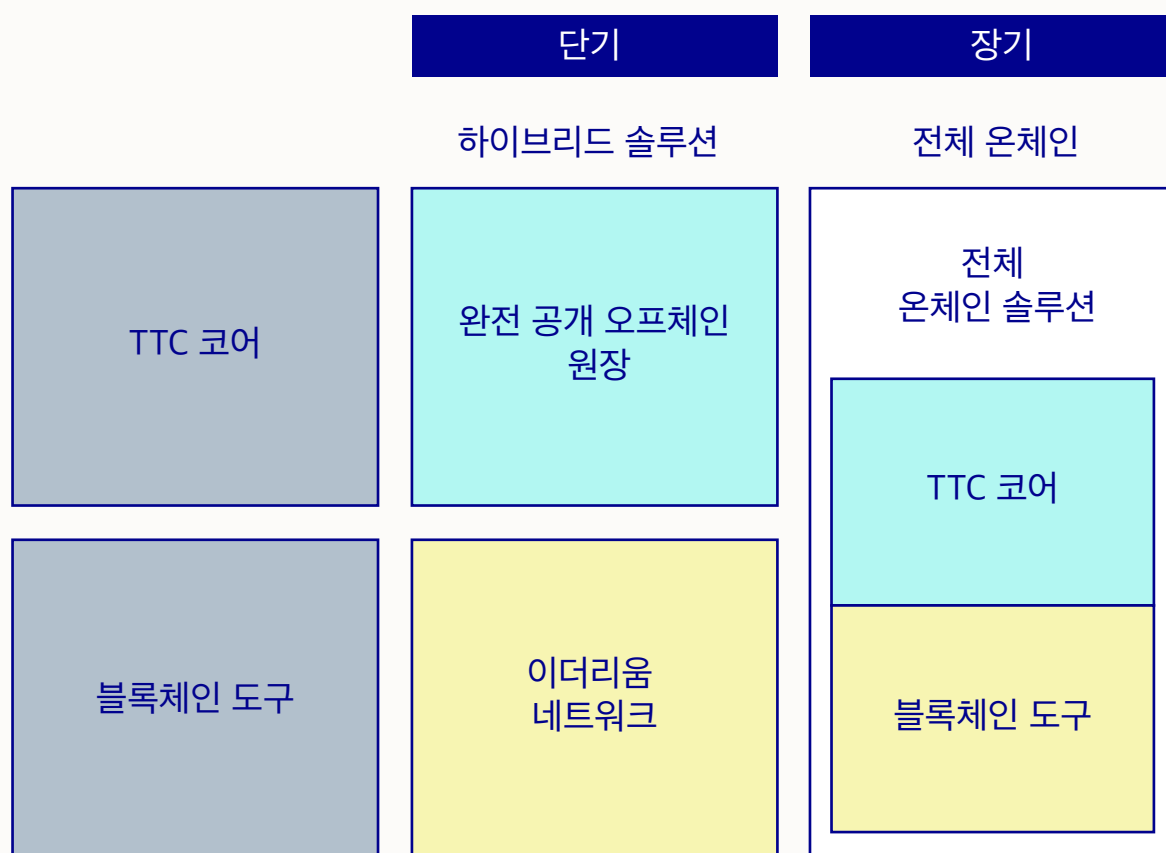 단기
장기
하이브리드 솔루션
전체 온체인
TTC 코어
완전 공개 오프체인
원장
전체
온체인 솔루션
TTC 코어
블록체인 도구
이더리움
네트워크
블록체인 도구